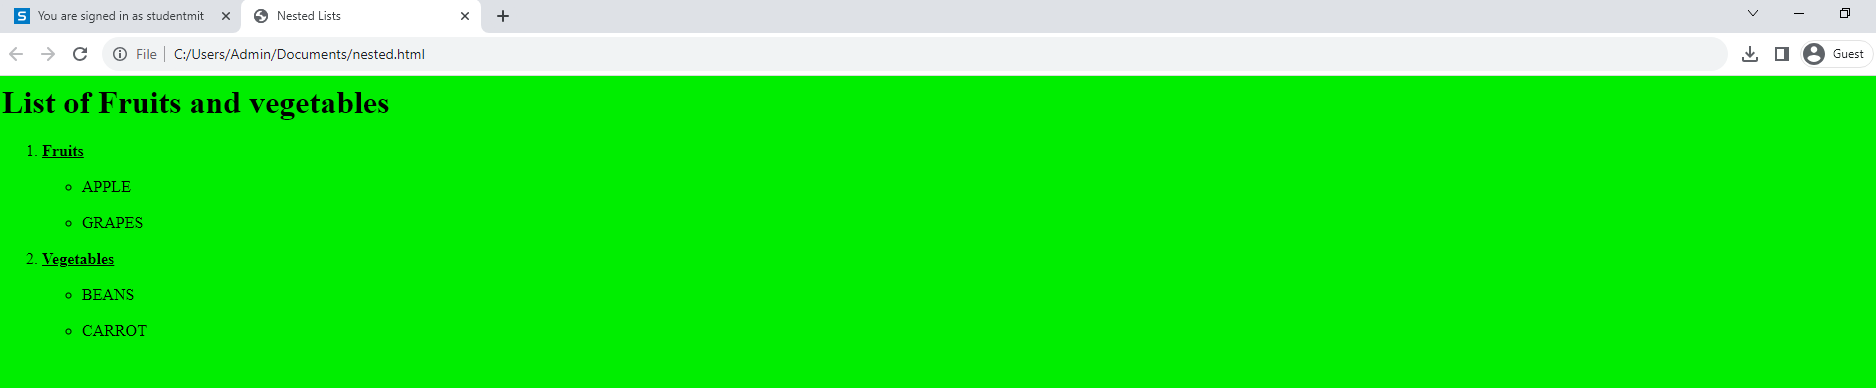 You are signed in as studentmit
Nested Lists
File
C:/Users/Admin/Documents/nested.html
Guest
List of Fruits and vegetables
1. Fruits
APPLE
GRAPES
2. Vegetables
BEANS
CARROT